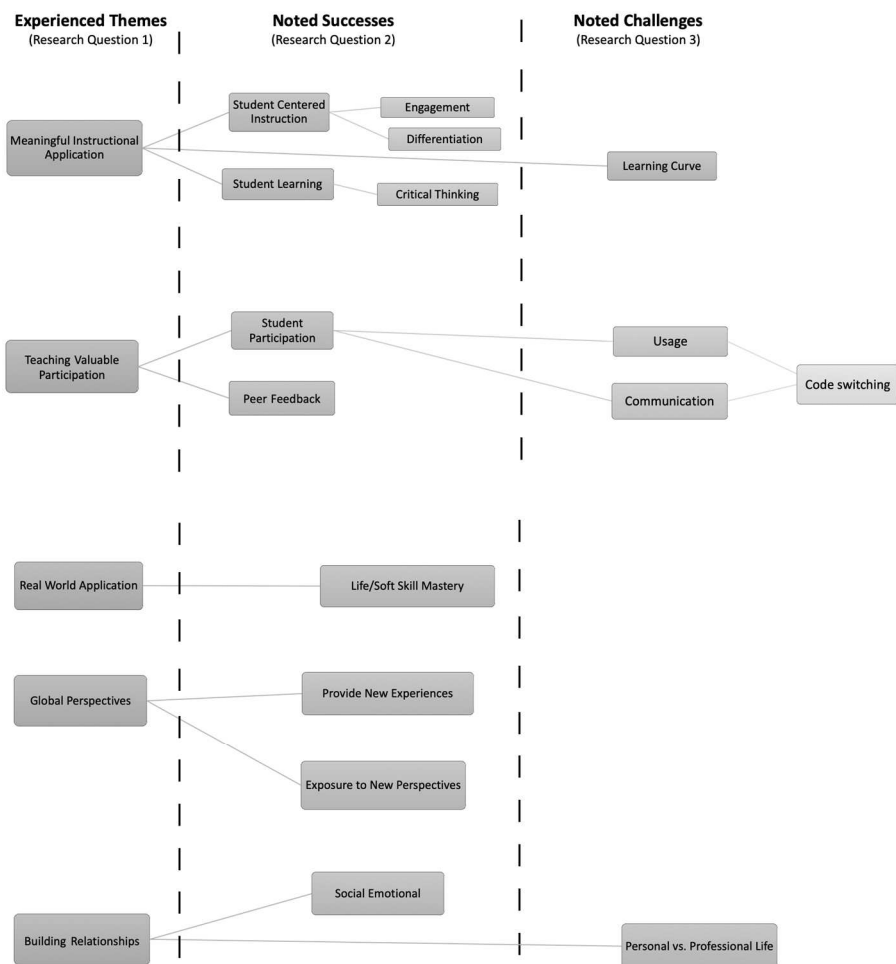 Experienced Themes
(Research Question 1)
Noted Successes
(Research Question 2)
Noted Challenges
(Research Question 3)
Meaningful Instructional
Application
Student Centered
Instruction
Engagement
Differentiation
Student Learning
Critical Thinking
Learning Curve
Teaching Valuable
Participation
Student
Participation
Peer Feedback
Usage
Communication
Code switching
Real World Application
Life/Soft Skill Mastery
Global Perspectives
Provide New Experiences
Exposure to New Perspectives
Building Relationships
Social Emotional
Personal vs. Professional Life